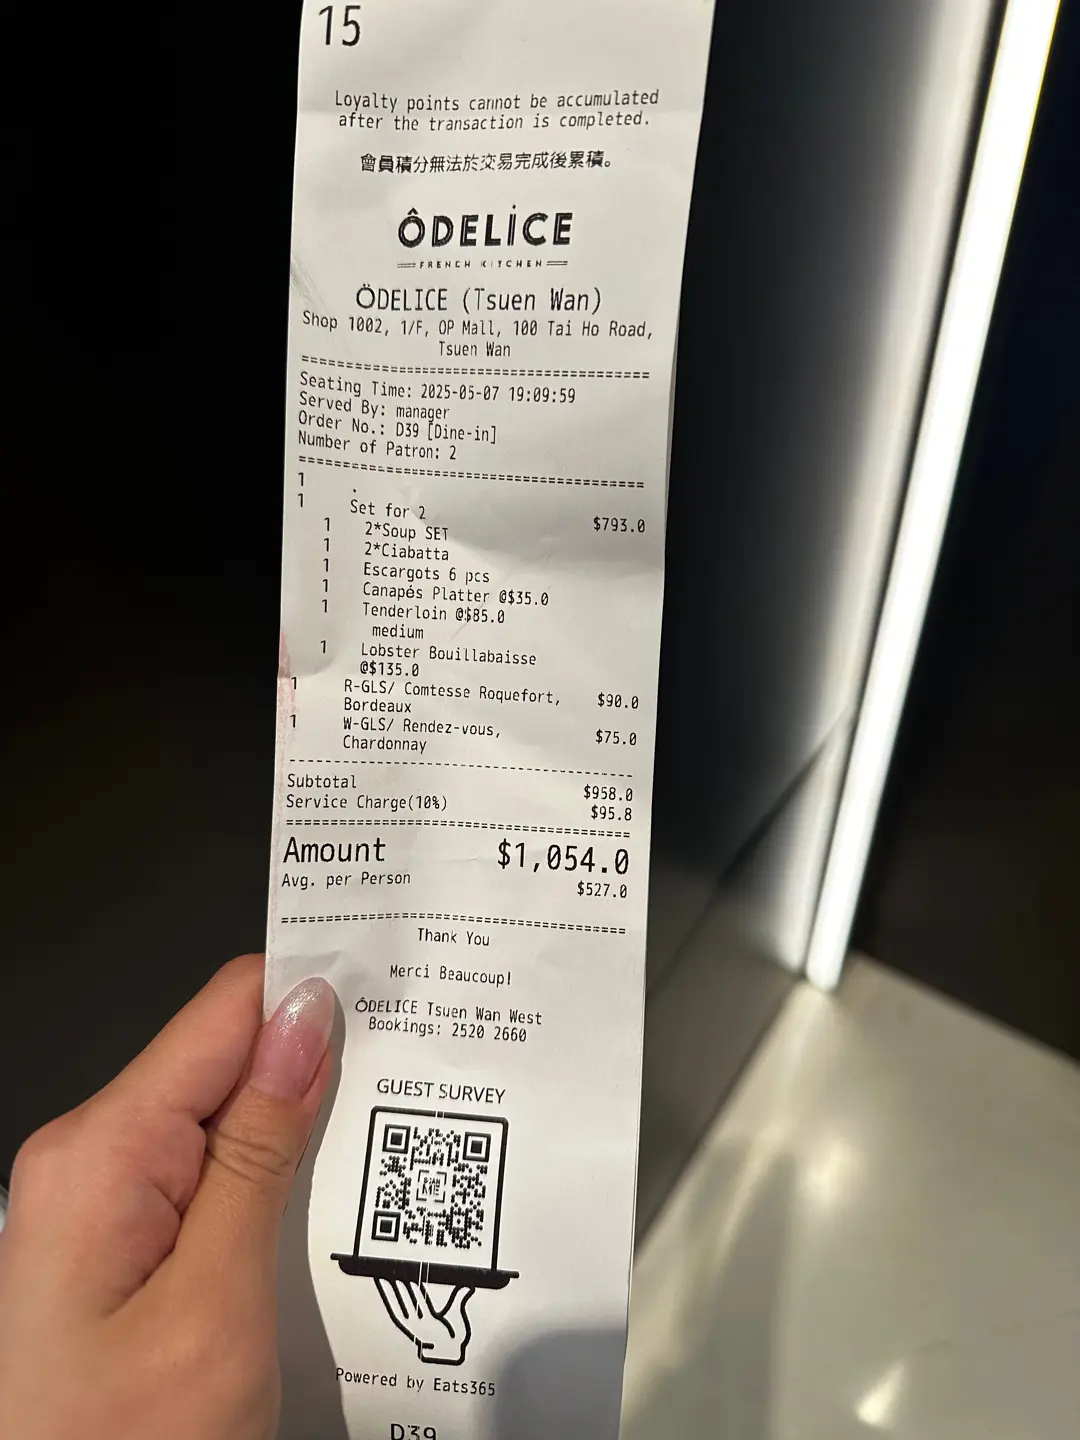 15
Loyalty points cannot be accumulated
after the transaction is completed.
會員積分無法於交易完成後累積。
ÔDELİCE
FRENCH KITCHEN
ÖDELICE (Tsuen Wan)
Shop 1002, 1/F, OP Mall, 100 Tai Ho Road,
Tsuen Wan
=========================================
Seating Time: 2025-05-07 19:09:59
Served By: manager
Order No.: D39 [Dine-in]
Number of Patron: 2
=========================================
1 .
1 Set for 2 $793.0
1 2*Soup SET
1 2*Ciabatta
1 Escargots 6 pcs
1 Canapés Platter @$35.0
1 Tenderloin @$85.0
medium
1 Lobster Bouillabaisse
@$135.0
1 R-GLS/ Comtesse Roquefort, $90.0
Bordeaux
1 W-GLS/ Rendez-vous, $75.0
Chardonnay
-----------------------------------------
Subtotal $958.0
Service Charge(10%) $95.8
=========================================
Amount $1,054.0
Avg. per Person $527.0
=========================================
Thank You
Merci Beaucoup!
ÔDELICE Tsuen Wan West
Bookings: 2520 2660
GUEST SURVEY
Powered by Eats365
D39